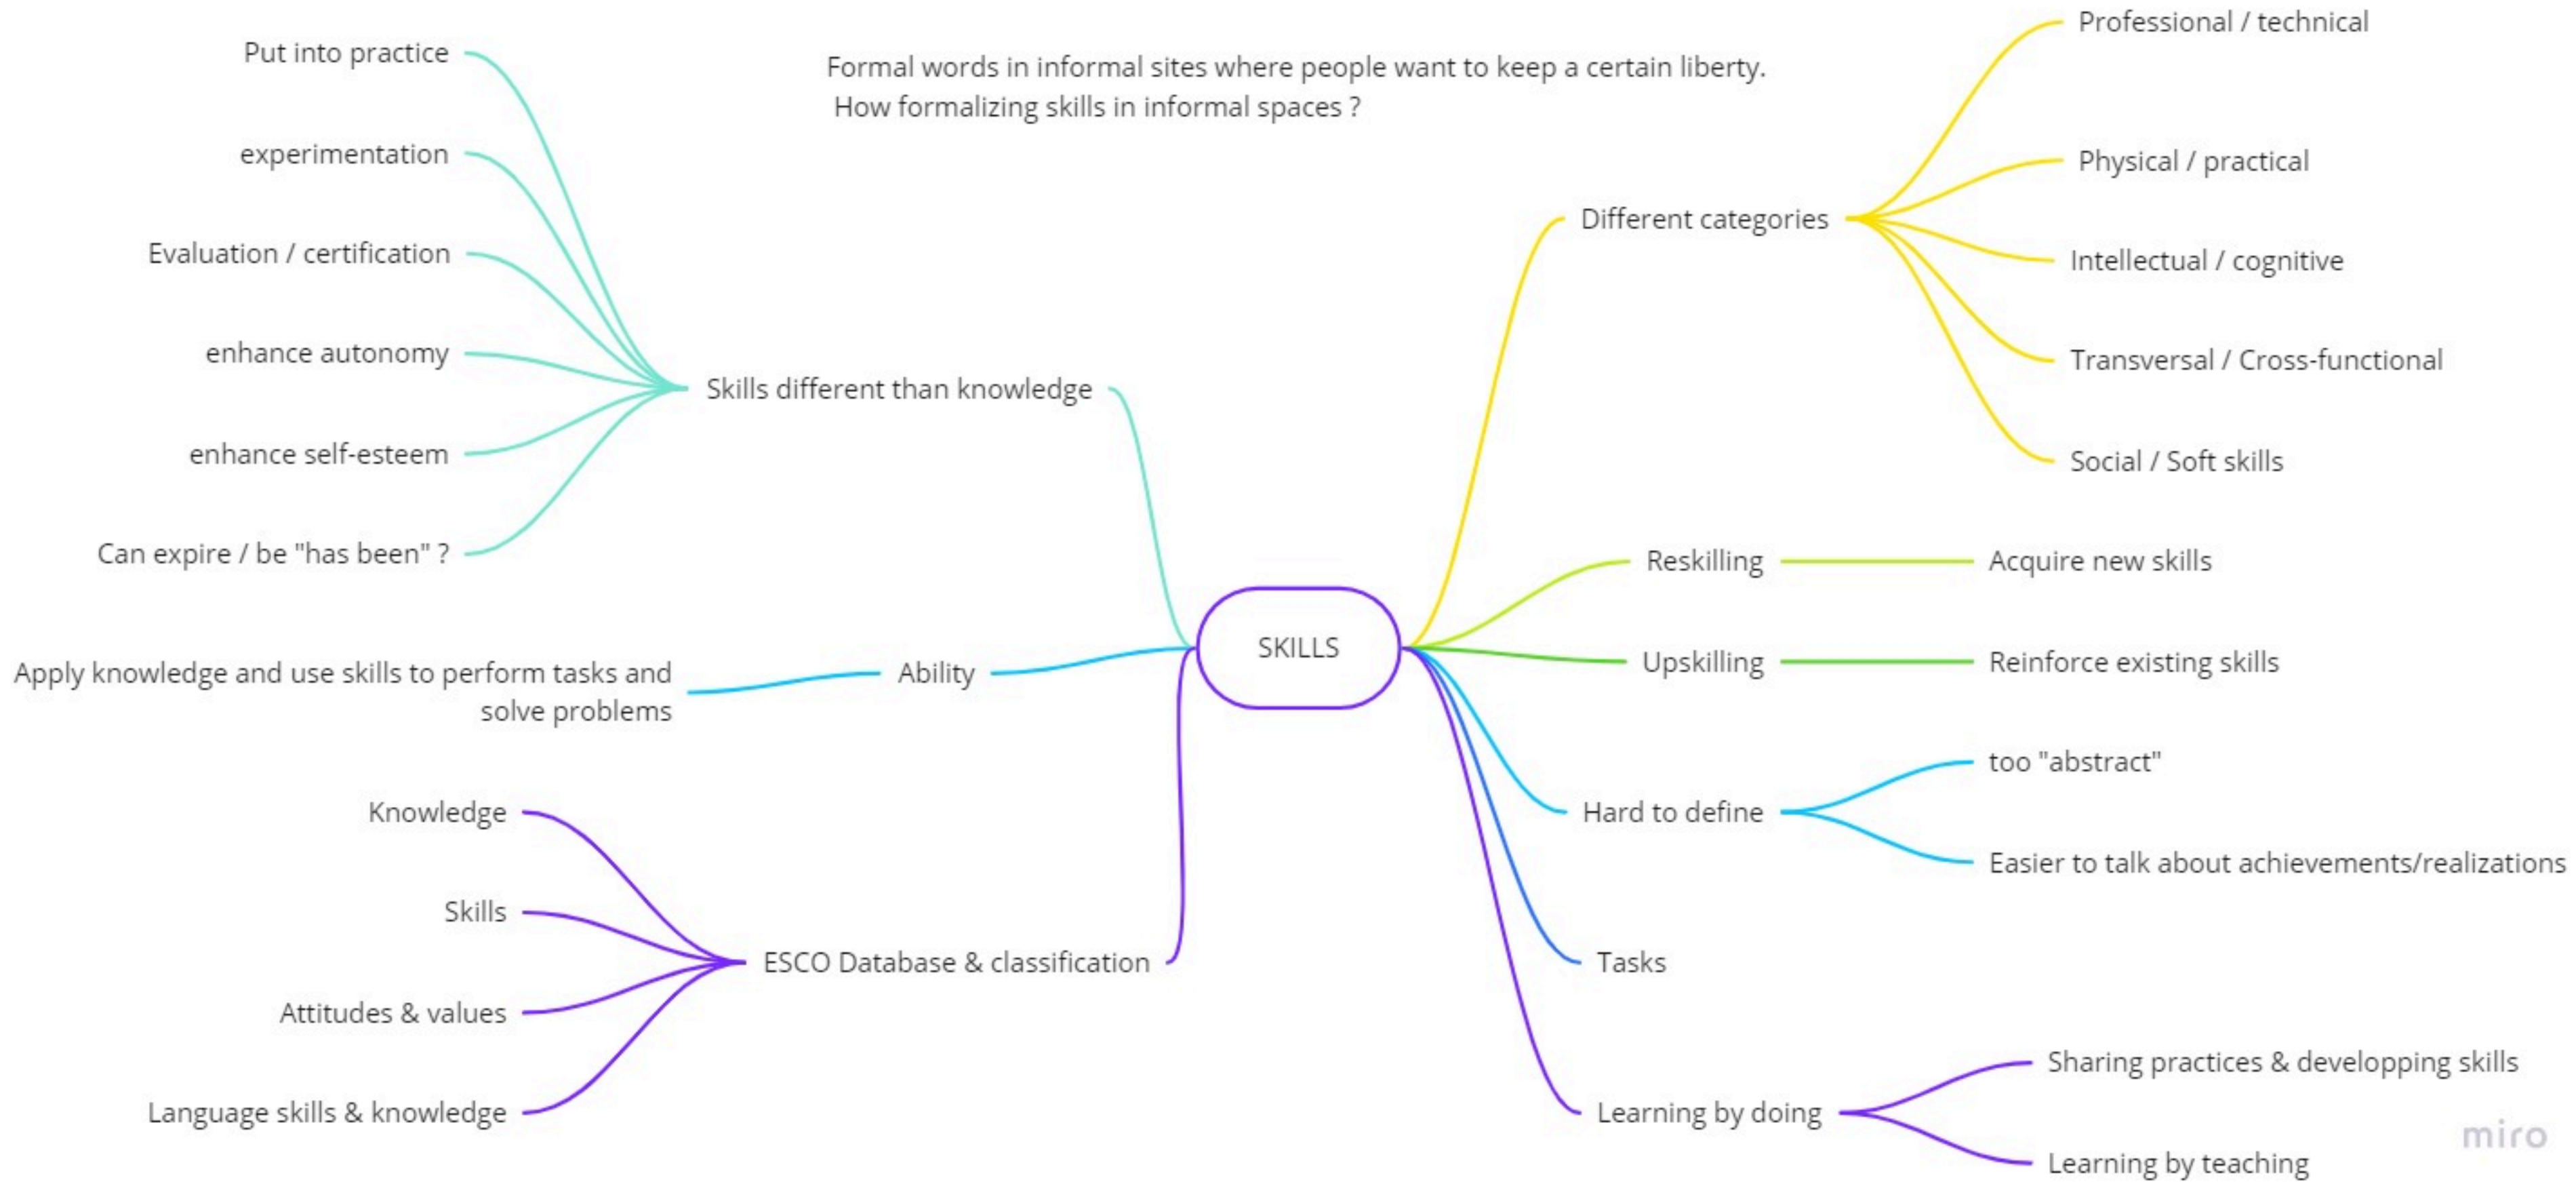 Formal words in informal sites where people want to keep a certain liberty.
How formalizing skills in informal spaces ?
SKILLS
Skills different than knowledge
Put into practice
experimentation
Evaluation / certification
enhance autonomy
enhance self-esteem
Can expire / be "has been" ?
Ability
Apply knowledge and use skills to perform tasks and
solve problems
ESCO Database & classification
Knowledge
Skills
Attitudes & values
Language skills & knowledge
Different categories
Professional / technical
Physical / practical
Intellectual / cognitive
Transversal / Cross-functional
Social / Soft skills
Reskilling
Acquire new skills
Upskilling
Reinforce existing skills
Hard to define
too "abstract"
Easier to talk about achievements/realizations
Tasks
Learning by doing
Sharing practices & developping skills
Learning by teaching
miro